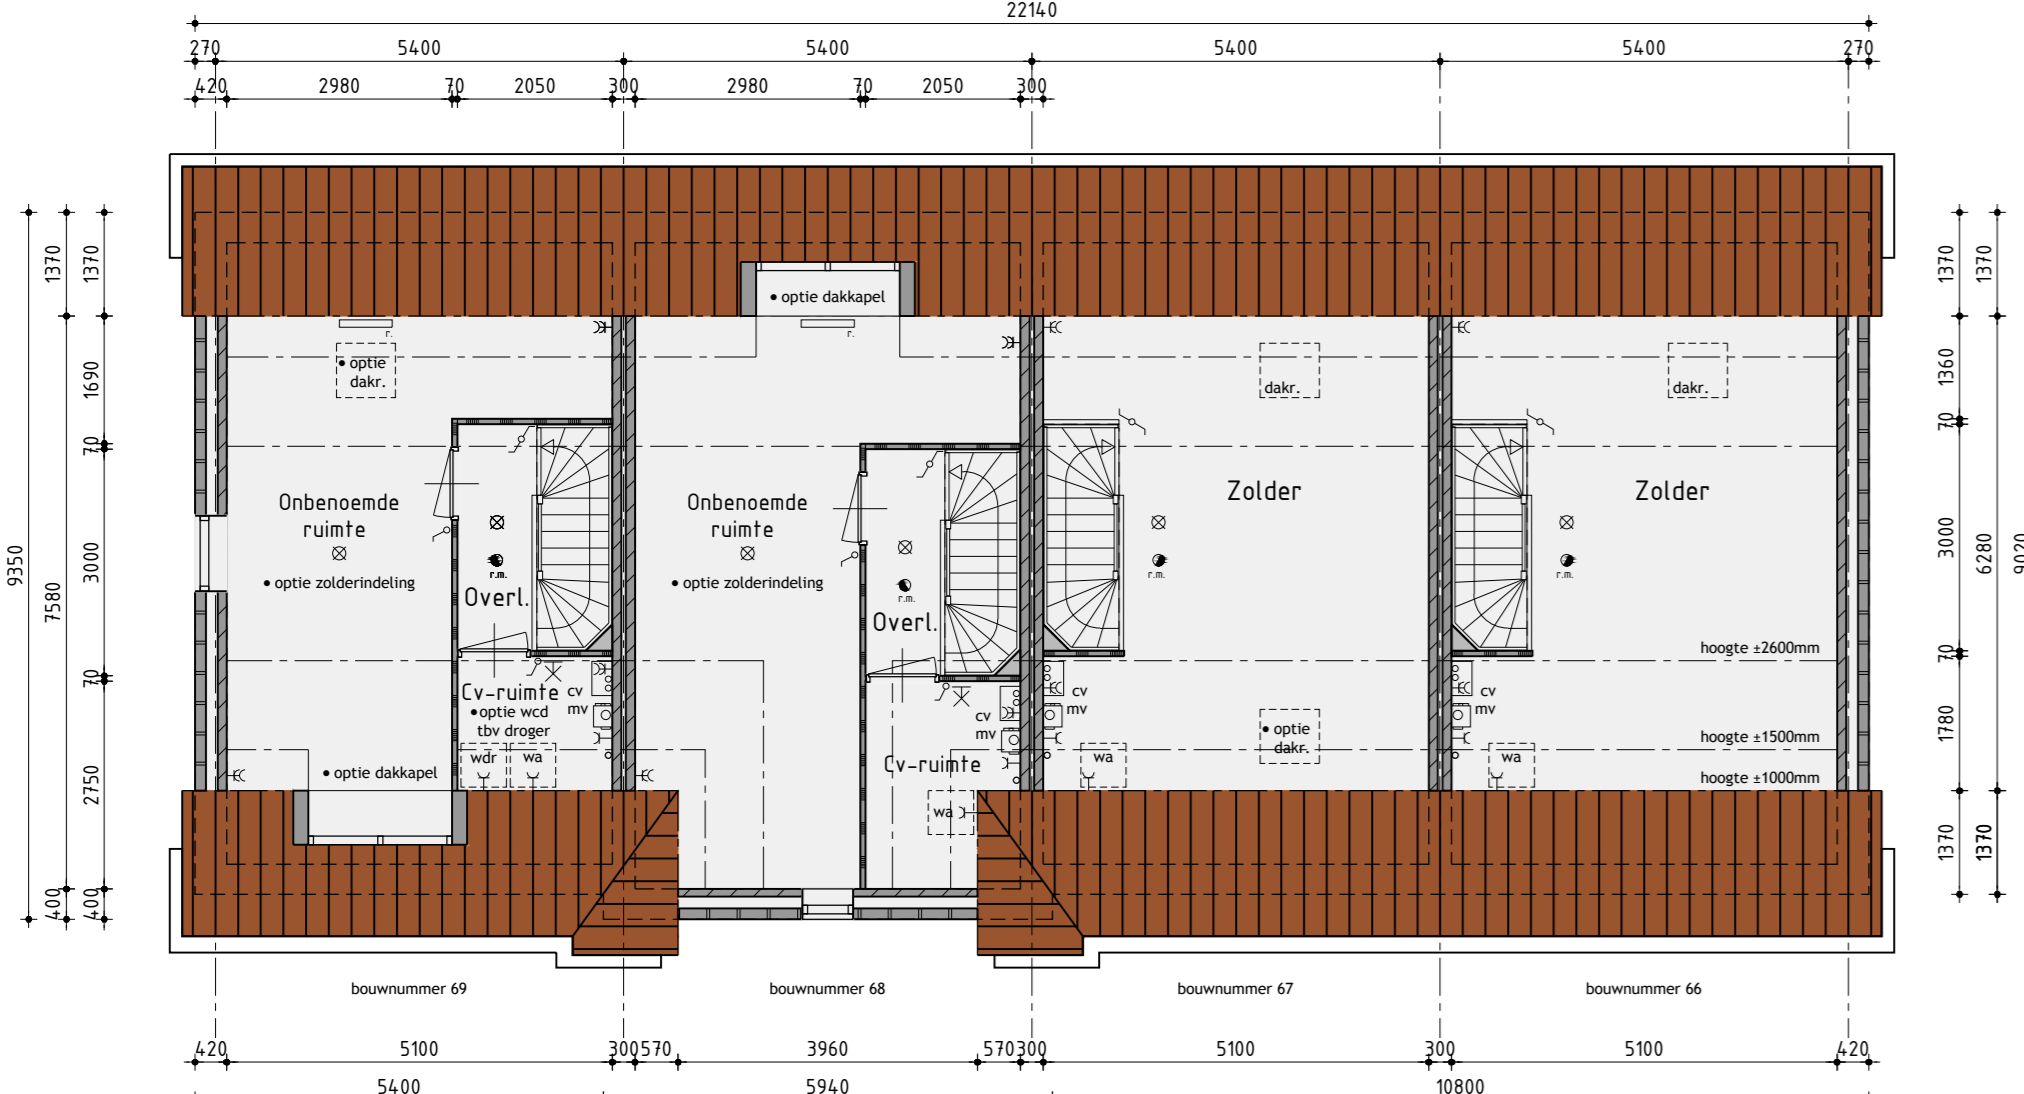 22140
270 5400 5400 5400 5400 270
420 2980 70 2050 300 2980 70 2050 300
9350
7580
400
1370
1370
1690
70
3000
70
2750
400
1370
1360
70
3000
70
1780
1370
1370
6280
1370
9020
• optie dakkapel
r.
r.
• optie
dakr.
dakr.
dakr.
Onbenoemde
ruimte
• optie zolderindeling
r.m.
Overl.
Onbenoemde
ruimte
• optie zolderindeling
r.m.
Overl.
Zolder
r.m.
Zolder
r.m.
hoogte ±2600mm
hoogte ±1500mm
hoogte ±1000mm
Cv-ruimte
• optie wcd
tbv droger
cv
mv
wdr
wa
• optie dakkapel
cv
mv
Cv-ruimte
wa
cv
mv
wa
• optie
dakr.
cv
mv
wa
bouwnummer 69
bouwnummer 68
bouwnummer 67
bouwnummer 66
420 5100 300 570 3960 570 300 5100 300 5100 420
5400 5940 10800